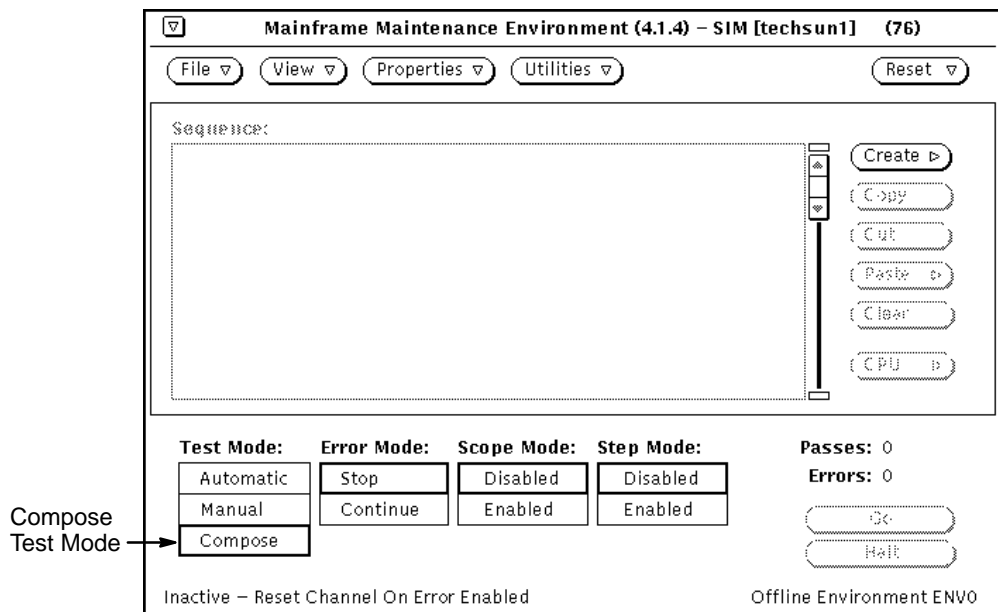 Mainframe Maintenance Environment (4.1.4) – SIM [techsun1] (76)
File View Properties Utilities Reset
Sequence:
Create
Copy
Cut
Paste
Clear
CPU
Test Mode: Error Mode: Scope Mode: Step Mode: Passes: 0
Automatic Stop Disabled Disabled Errors: 0
Manual Continue Enabled Enabled
Compose
Go
Halt
Compose
Test Mode
Inactive – Reset Channel On Error Enabled Offline Environment ENV0